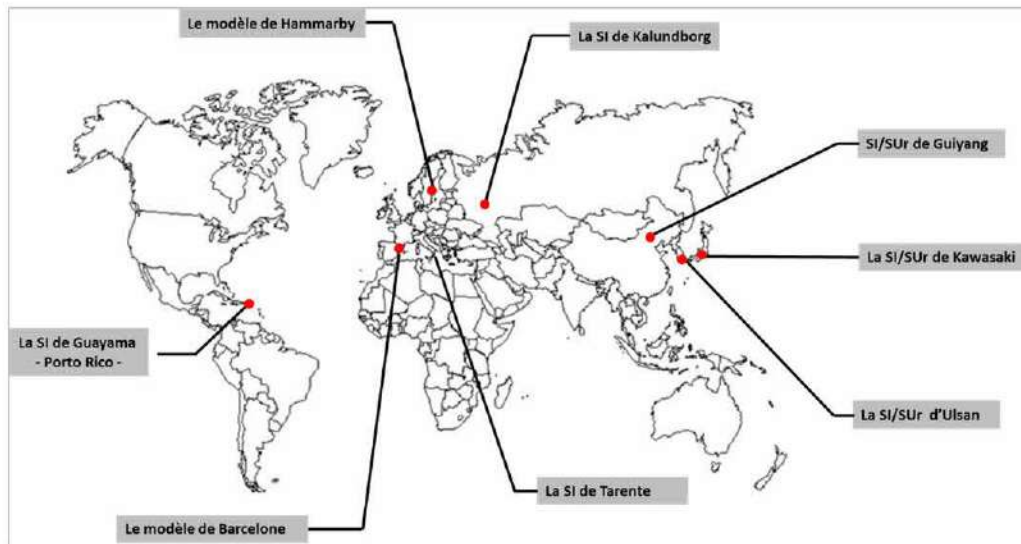 Le modèle de Hammarby
La SI de Kalundborg
SI/SUr de Guiyang
La SI/SUr de Kawasaki
La SI de Guayama
- Porto Rico -
La SI/SUr d'Ulsan
La SI de Tarente
Le modèle de Barcelone